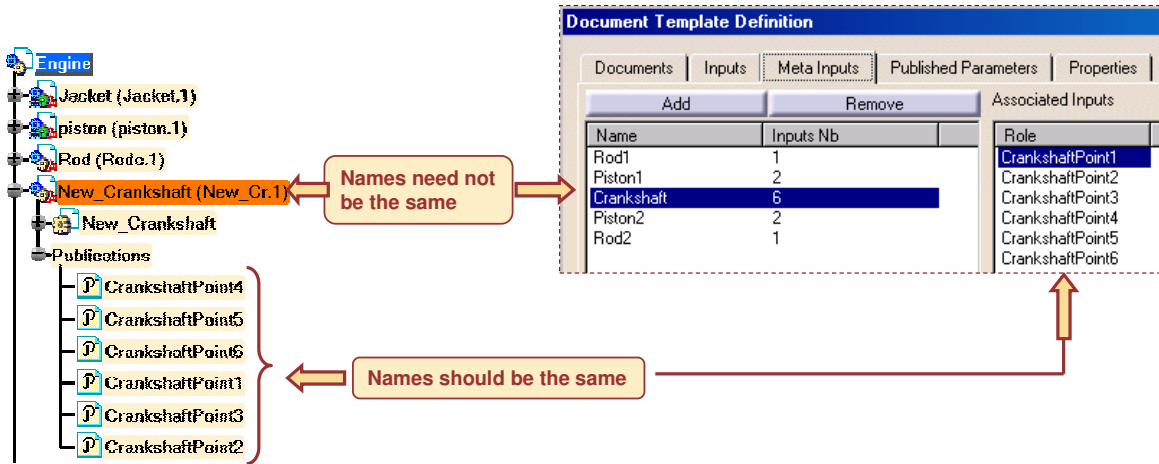 Engine
Jacket (Jacket.1)
piston (piston.1)
Rod (Rodc.1)
New_Crankshaft (New_Cr.1)
New_Crankshaft
Publications
CrankshaftPoint4
CrankshaftPoint5
CrankshaftPoint6
CrankshaftPoint1
CrankshaftPoint3
CrankshaftPoint2
Names need not
be the same
Names should be the same
Document Template Definition
Documents Inputs Meta Inputs Published Parameters Properties
Add Remove Associated Inputs
Name Inputs Nb Role
Rod1 1 CrankshaftPoint1
Piston1 2 CrankshaftPoint2
Crankshaft 6 CrankshaftPoint3
Piston2 2 CrankshaftPoint4
Rod2 1 CrankshaftPoint5
CrankshaftPoint6